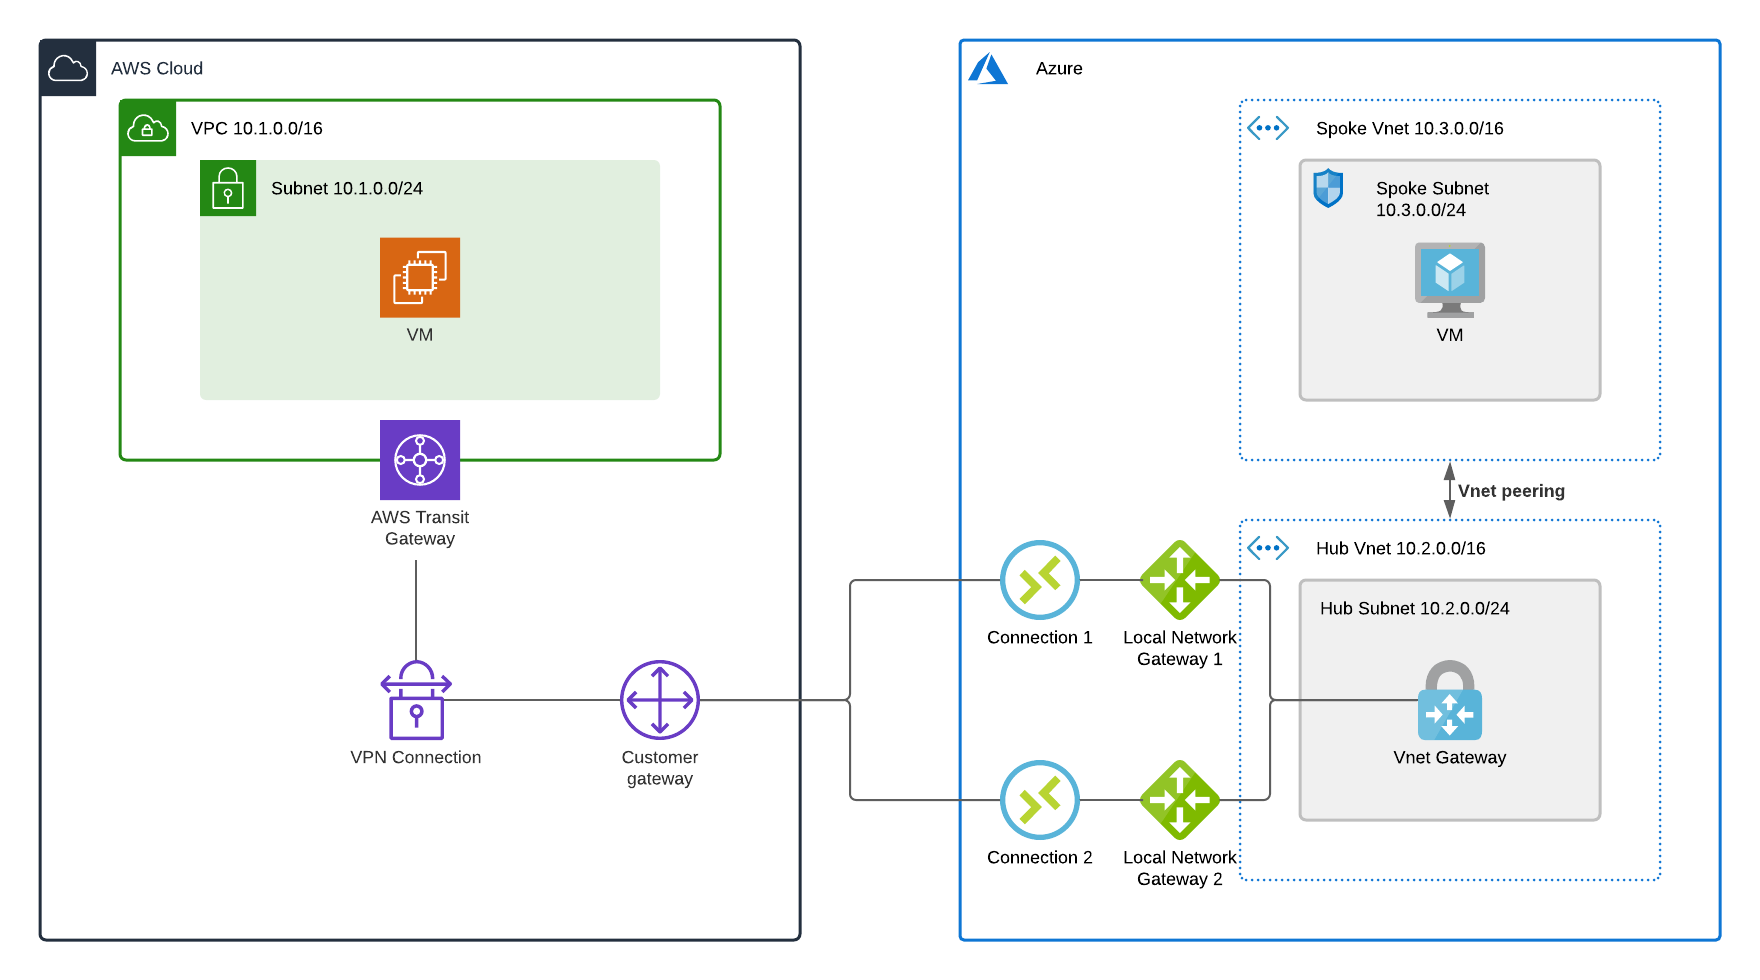 AWS Cloud
VPC 10.1.0.0/16
Subnet 10.1.0.0/24
VM
AWS Transit
Gateway
VPN Connection
Customer
gateway
Azure
Spoke Vnet 10.3.0.0/16
Spoke Subnet
10.3.0.0/24
VM
Vnet peering
Hub Vnet 10.2.0.0/16
Hub Subnet 10.2.0.0/24
Connection 1
Local Network
Gateway 1
Vnet Gateway
Connection 2
Local Network
Gateway 2